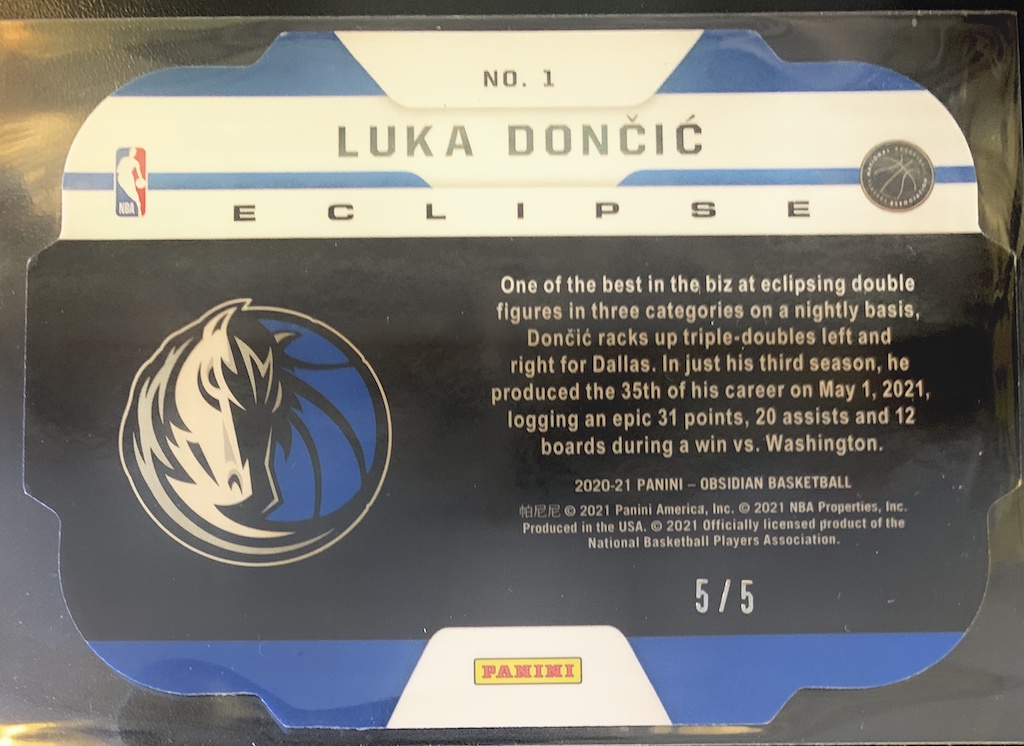 NO. 1
LUKA DONČIĆ
NBA
E C L I P S E
One of the best in the biz at eclipsing double
figures in three categories on a nightly basis,
Dončić racks up triple-doubles left and
right for Dallas. In just his third season, he
produced the 35th of his career on May 1, 2021,
logging an epic 31 points, 20 assists and 12
boards during a win vs. Washington.
2020-21 PANINI – OBSIDIAN BASKETBALL
帕尼尼 © 2021 Panini America, Inc. © 2021 NBA Properties, Inc.
Produced in the USA. © 2021 Officially licensed product of the
National Basketball Players Association.
5/5
PANINI